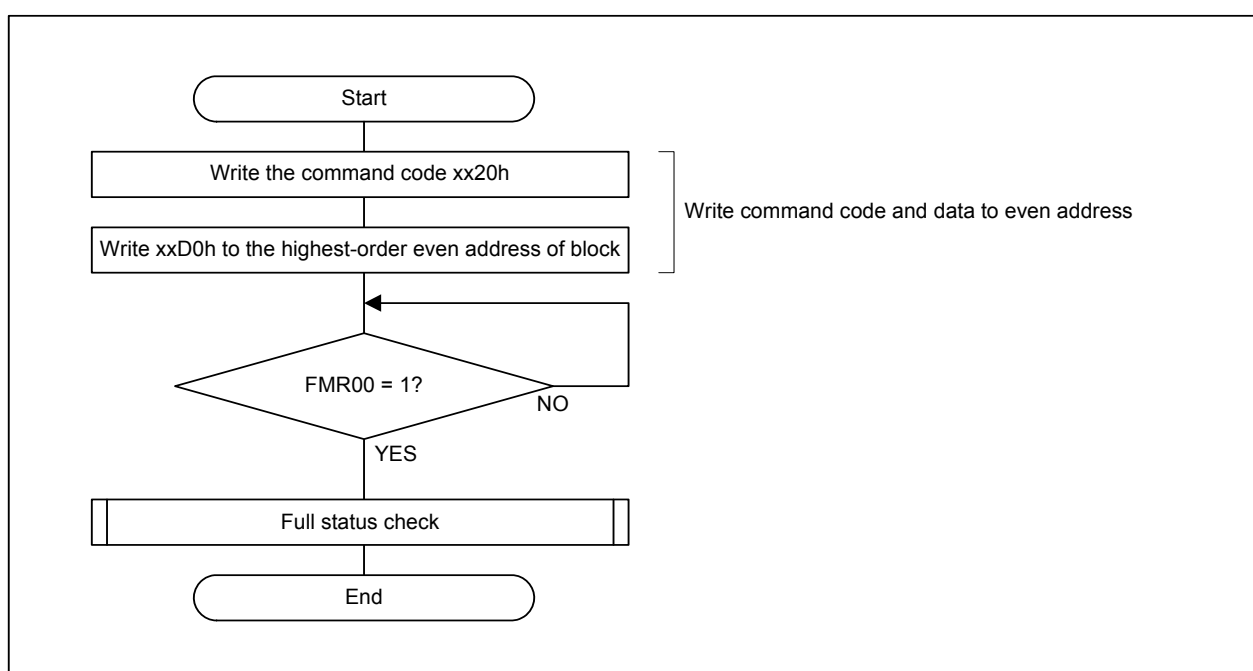 Start
Write the command code xx20h
Write command code and data to even address
Write xxD0h to the highest-order even address of block
FMR00 = 1?
NO
YES
Full status check
End